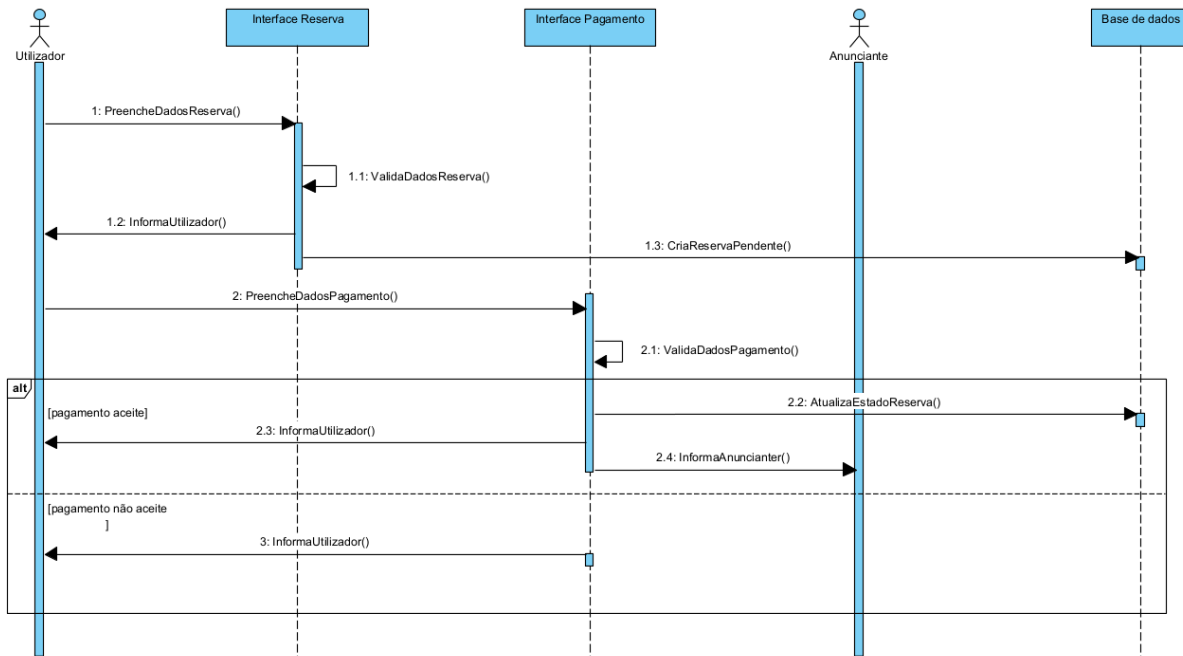 Interface Reserva
Interface Pagamento
Base de dados
Utilizador
Anunciante
1: PreencheDadosReserva()
1.1: ValidaDadosReserva()
1.2: InformaUtilizador()
1.3: CriaReservaPendente()
2: PreencheDadosPagamento()
2.1: ValidaDadosPagamento()
alt
[pagamento aceite]
2.2: AtualizaEstadoReserva()
2.3: InformaUtilizador()
2.4: InformaAnuncianter()
[pagamento não aceite
]
3: InformaUtilizador()